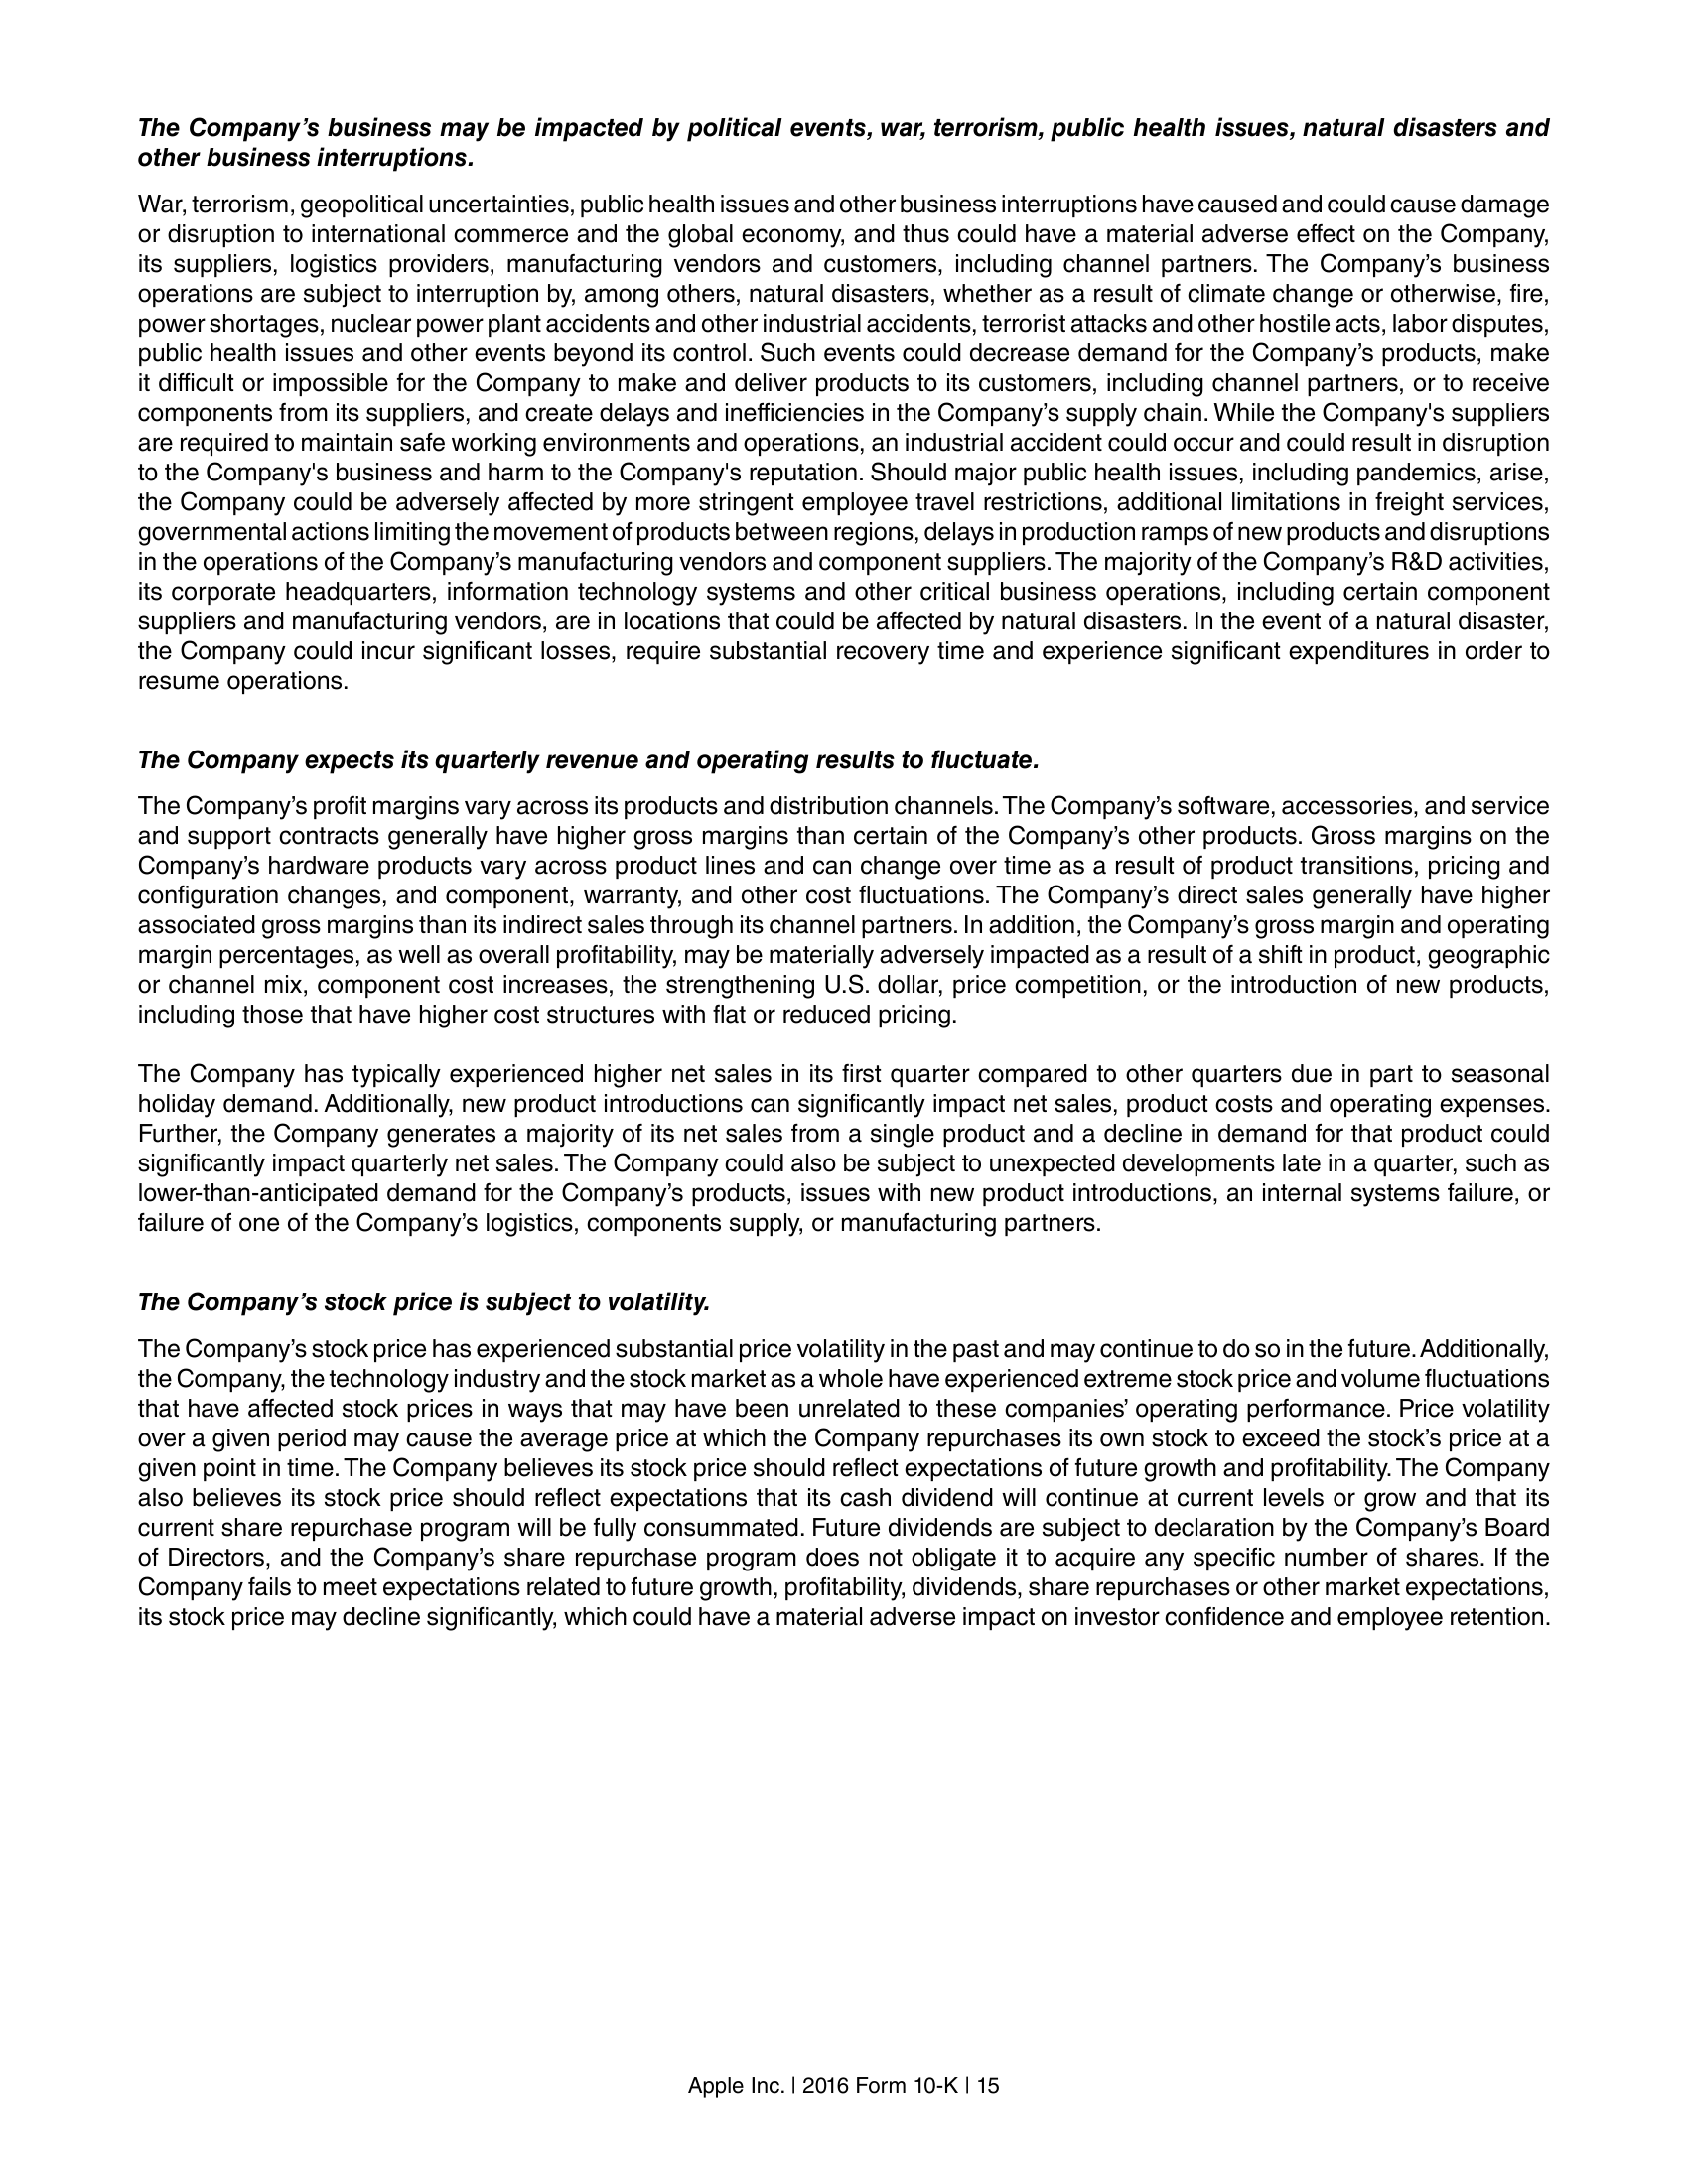 The Company’s business may be impacted by political events, war, terrorism, public health issues, natural disasters and
other business interruptions.
War, terrorism, geopolitical uncertainties, public health issues and other business interruptions have caused and could cause damage
or disruption to international commerce and the global economy, and thus could have a material adverse effect on the Company,
its suppliers, logistics providers, manufacturing vendors and customers, including channel partners. The Company’s business
operations are subject to interruption by, among others, natural disasters, whether as a result of climate change or otherwise, fire,
power shortages, nuclear power plant accidents and other industrial accidents, terrorist attacks and other hostile acts, labor disputes,
public health issues and other events beyond its control. Such events could decrease demand for the Company’s products, make
it difficult or impossible for the Company to make and deliver products to its customers, including channel partners, or to receive
components from its suppliers, and create delays and inefficiencies in the Company’s supply chain. While the Company's suppliers
are required to maintain safe working environments and operations, an industrial accident could occur and could result in disruption
to the Company's business and harm to the Company's reputation. Should major public health issues, including pandemics, arise,
the Company could be adversely affected by more stringent employee travel restrictions, additional limitations in freight services,
governmental actions limiting the movement of products between regions, delays in production ramps of new products and disruptions
in the operations of the Company’s manufacturing vendors and component suppliers. The majority of the Company’s R&D activities,
its corporate headquarters, information technology systems and other critical business operations, including certain component
suppliers and manufacturing vendors, are in locations that could be affected by natural disasters. In the event of a natural disaster,
the Company could incur significant losses, require substantial recovery time and experience significant expenditures in order to
resume operations.
The Company expects its quarterly revenue and operating results to fluctuate.
The Company’s profit margins vary across its products and distribution channels. The Company’s software, accessories, and service
and support contracts generally have higher gross margins than certain of the Company’s other products. Gross margins on the
Company’s hardware products vary across product lines and can change over time as a result of product transitions, pricing and
configuration changes, and component, warranty, and other cost fluctuations. The Company’s direct sales generally have higher
associated gross margins than its indirect sales through its channel partners. In addition, the Company’s gross margin and operating
margin percentages, as well as overall profitability, may be materially adversely impacted as a result of a shift in product, geographic
or channel mix, component cost increases, the strengthening U.S. dollar, price competition, or the introduction of new products,
including those that have higher cost structures with flat or reduced pricing.
The Company has typically experienced higher net sales in its first quarter compared to other quarters due in part to seasonal
holiday demand. Additionally, new product introductions can significantly impact net sales, product costs and operating expenses.
Further, the Company generates a majority of its net sales from a single product and a decline in demand for that product could
significantly impact quarterly net sales. The Company could also be subject to unexpected developments late in a quarter, such as
lower-than-anticipated demand for the Company’s products, issues with new product introductions, an internal systems failure, or
failure of one of the Company’s logistics, components supply, or manufacturing partners.
The Company’s stock price is subject to volatility.
The Company’s stock price has experienced substantial price volatility in the past and may continue to do so in the future. Additionally,
the Company, the technology industry and the stock market as a whole have experienced extreme stock price and volume fluctuations
that have affected stock prices in ways that may have been unrelated to these companies’ operating performance. Price volatility
over a given period may cause the average price at which the Company repurchases its own stock to exceed the stock’s price at a
given point in time. The Company believes its stock price should reflect expectations of future growth and profitability. The Company
also believes its stock price should reflect expectations that its cash dividend will continue at current levels or grow and that its
current share repurchase program will be fully consummated. Future dividends are subject to declaration by the Company’s Board
of Directors, and the Company’s share repurchase program does not obligate it to acquire any specific number of shares. If the
Company fails to meet expectations related to future growth, profitability, dividends, share repurchases or other market expectations,
its stock price may decline significantly, which could have a material adverse impact on investor confidence and employee retention.
Apple Inc. | 2016 Form 10-K | 15